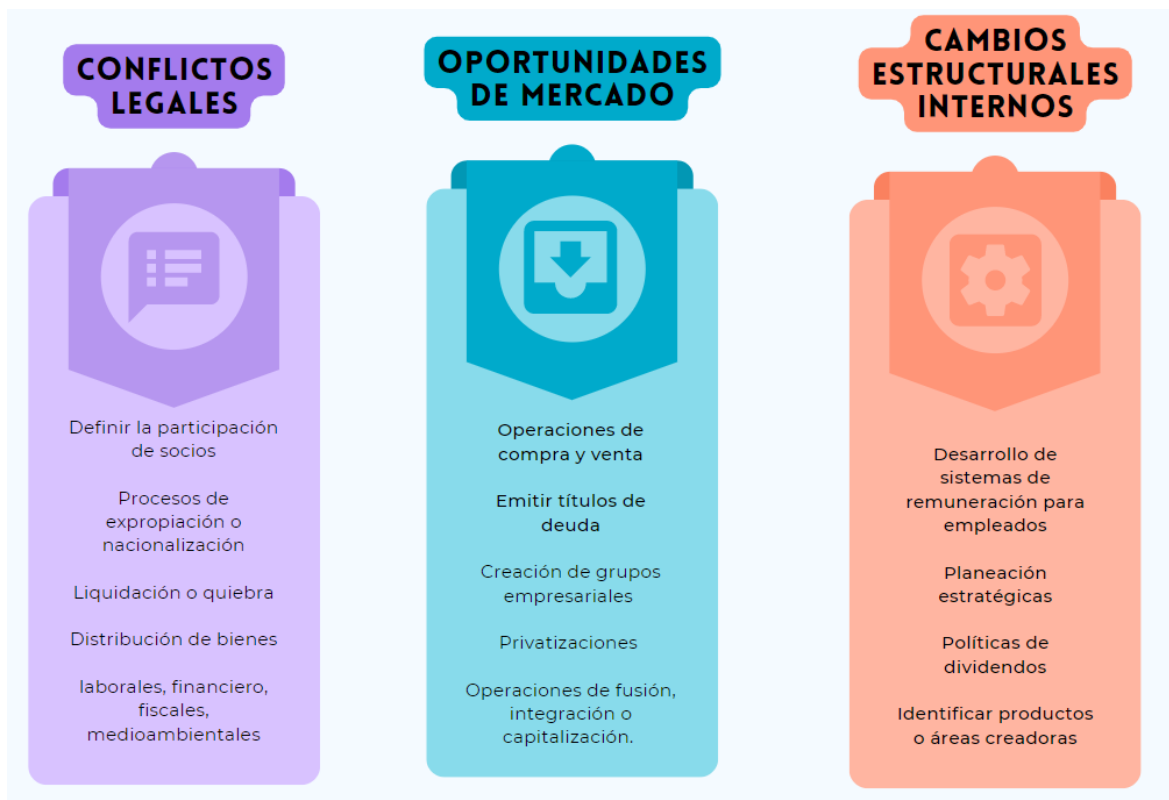 CONFLICTOS
LEGALES
Definir la participación
de socios
Procesos de
expropiación o
nacionalización
Liquidación o quiebra
Distribución de bienes
laborales, financiero,
fiscales,
medioambientales
OPORTUNIDADES
DE MERCADO
Operaciones de
compra y venta
Emitir títulos de
deuda
Creación de grupos
empresariales
Privatizaciones
Operaciones de fusión,
integración o
capitalización.
CAMBIOS
ESTRUCTURALES
INTERNOS
Desarrollo de
sistemas de
remuneración para
empleados
Planeación
estratégicas
Políticas de
dividendos
Identificar productos
o áreas creadoras